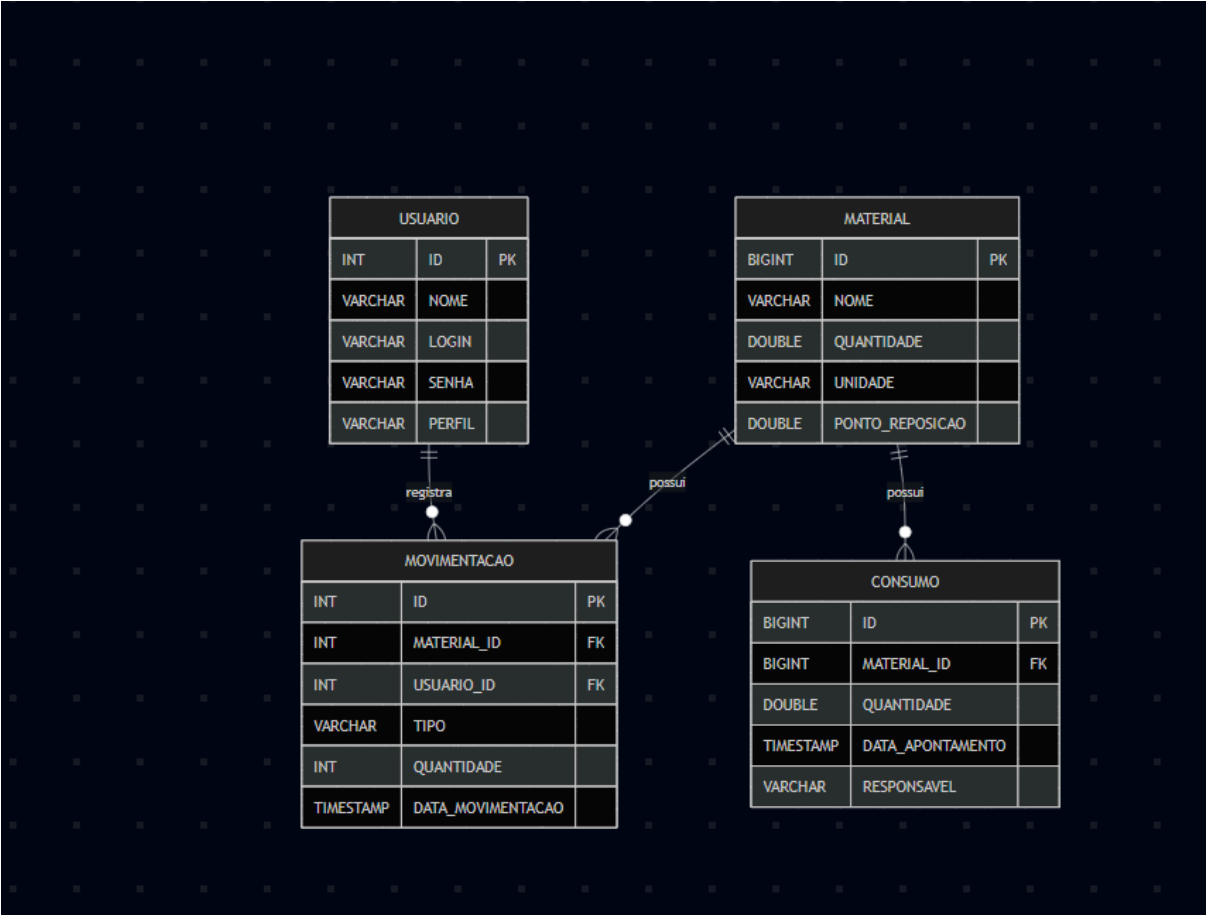 USUARIO
INT ID PK
VARCHAR NOME
VARCHAR LOGIN
VARCHAR SENHA
VARCHAR PERFIL
MATERIAL
BIGINT ID PK
VARCHAR NOME
DOUBLE QUANTIDADE
VARCHAR UNIDADE
DOUBLE PONTO_REPOSICAO
registra
possui
possui
MOVIMENTACAO
INT ID PK
INT MATERIAL_ID FK
INT USUARIO_ID FK
VARCHAR TIPO
INT QUANTIDADE
TIMESTAMP DATA_MOVIMENTACAO
CONSUMO
BIGINT ID PK
BIGINT MATERIAL_ID FK
DOUBLE QUANTIDADE
TIMESTAMP DATA_APONTAMENTO
VARCHAR RESPONSAVEL